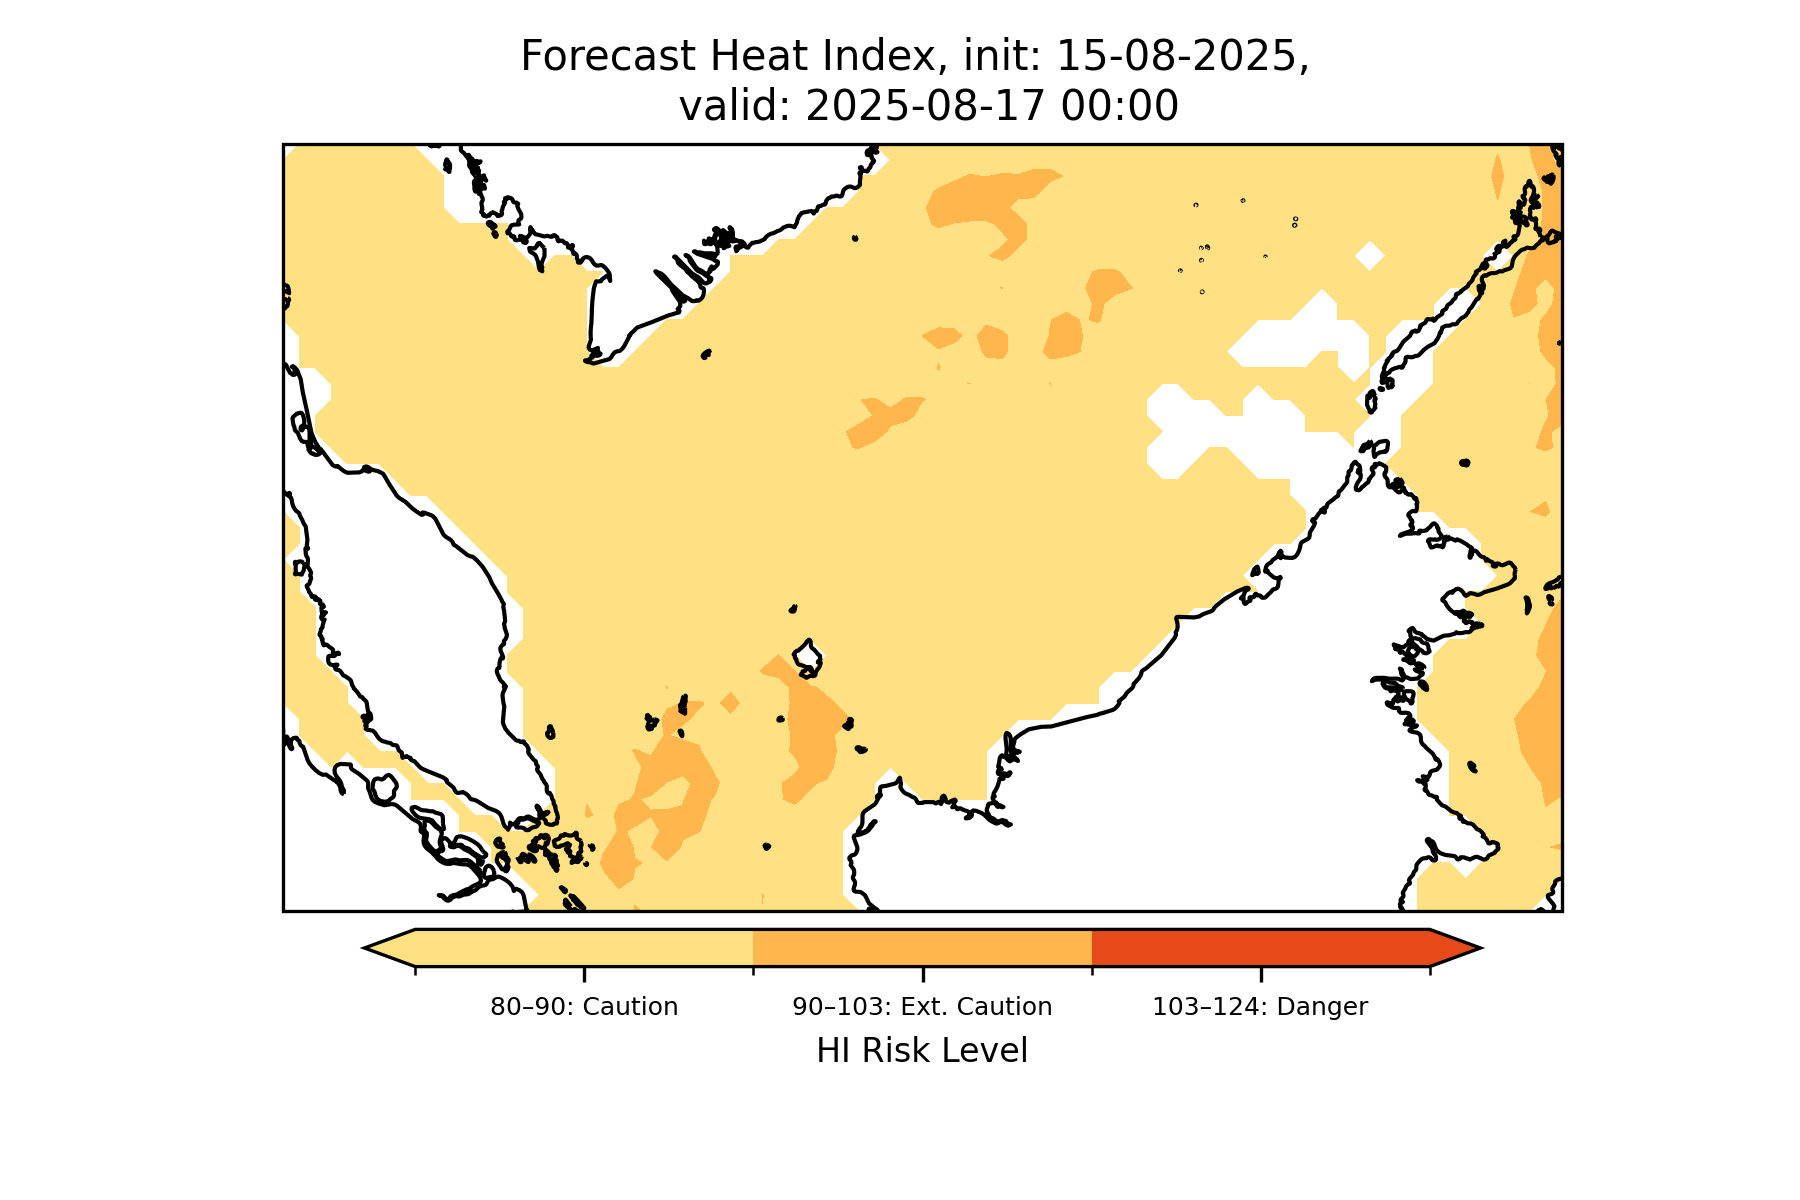 Forecast Heat Index, init: 15-08-2025,
valid: 2025-08-17 00:00
80–90: Caution
90–103: Ext. Caution
103–124: Danger
HI Risk Level